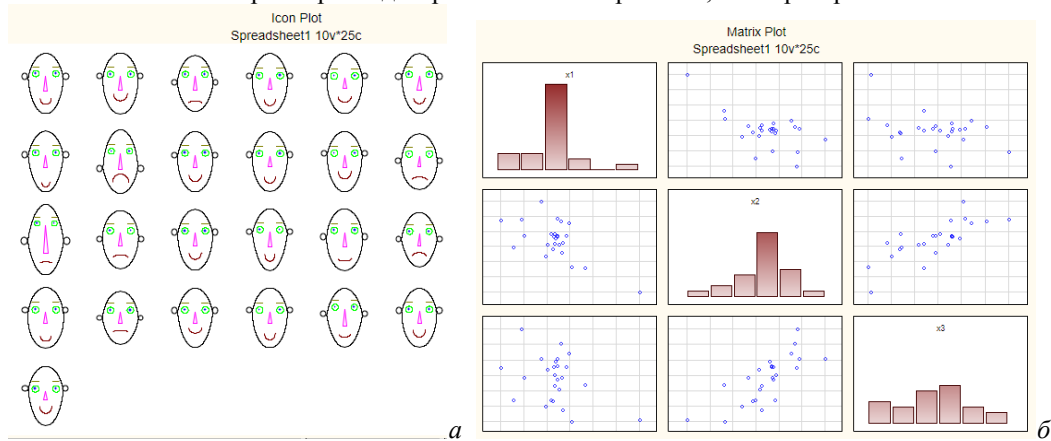 Icon Plot
Spreadsheet1 10v*25c
а
Matrix Plot
Spreadsheet1 10v*25c
x1
x2
x3
б